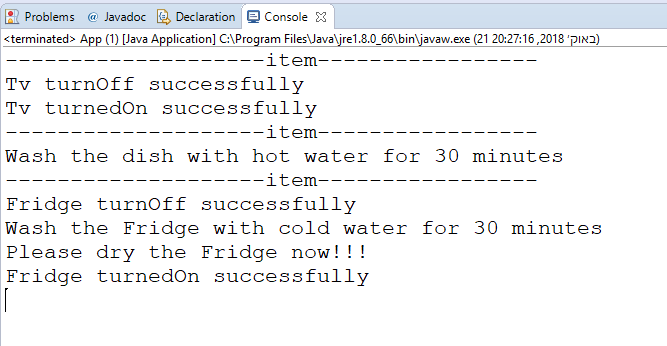 Problems @ Javadoc Declaration Console
<terminated> App (1) [Java Application] C:\Program Files\Java\jre1.8.0_66\bin\javaw.exe (21 באוק׳ 2018, 20:27:16)
--------------------item-----------------
Tv turnOff successfully
Tv turnedOn successfully
--------------------item-----------------
Wash the dish with hot water for 30 minutes
--------------------item-----------------
Fridge turnOff successfully
Wash the Fridge with cold water for 30 minutes
Please dry the Fridge now!!!
Fridge turnedOn successfully